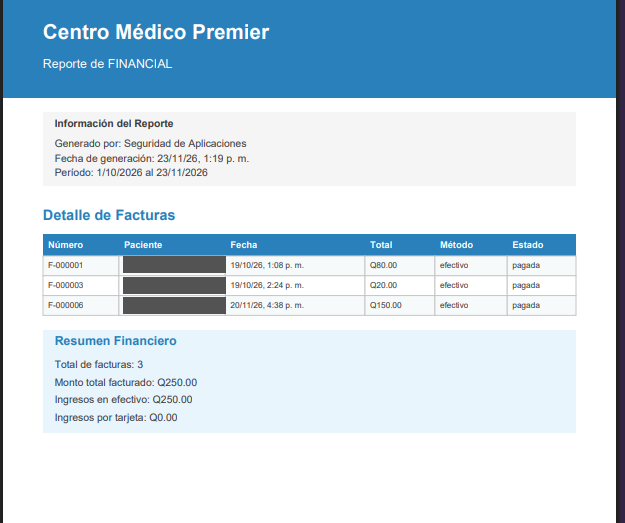 Centro Médico Premier
Reporte de FINANCIAL
Información del Reporte
Generado por: Seguridad de Aplicaciones
Fecha de generación: 23/11/26, 1:19 p. m.
Período: 1/10/2026 al 23/11/2026
Detalle de Facturas
Número Paciente Fecha Total Método Estado
F-000001 19/10/26, 1:08 p. m. Q80.00 efectivo pagada
F-000003 19/10/26, 2:24 p. m. Q20.00 efectivo pagada
F-000006 20/11/26, 4:38 p. m. Q150.00 efectivo pagada
Resumen Financiero
Total de facturas: 3
Monto total facturado: Q250.00
Ingresos en efectivo: Q250.00
Ingresos por tarjeta: Q0.00